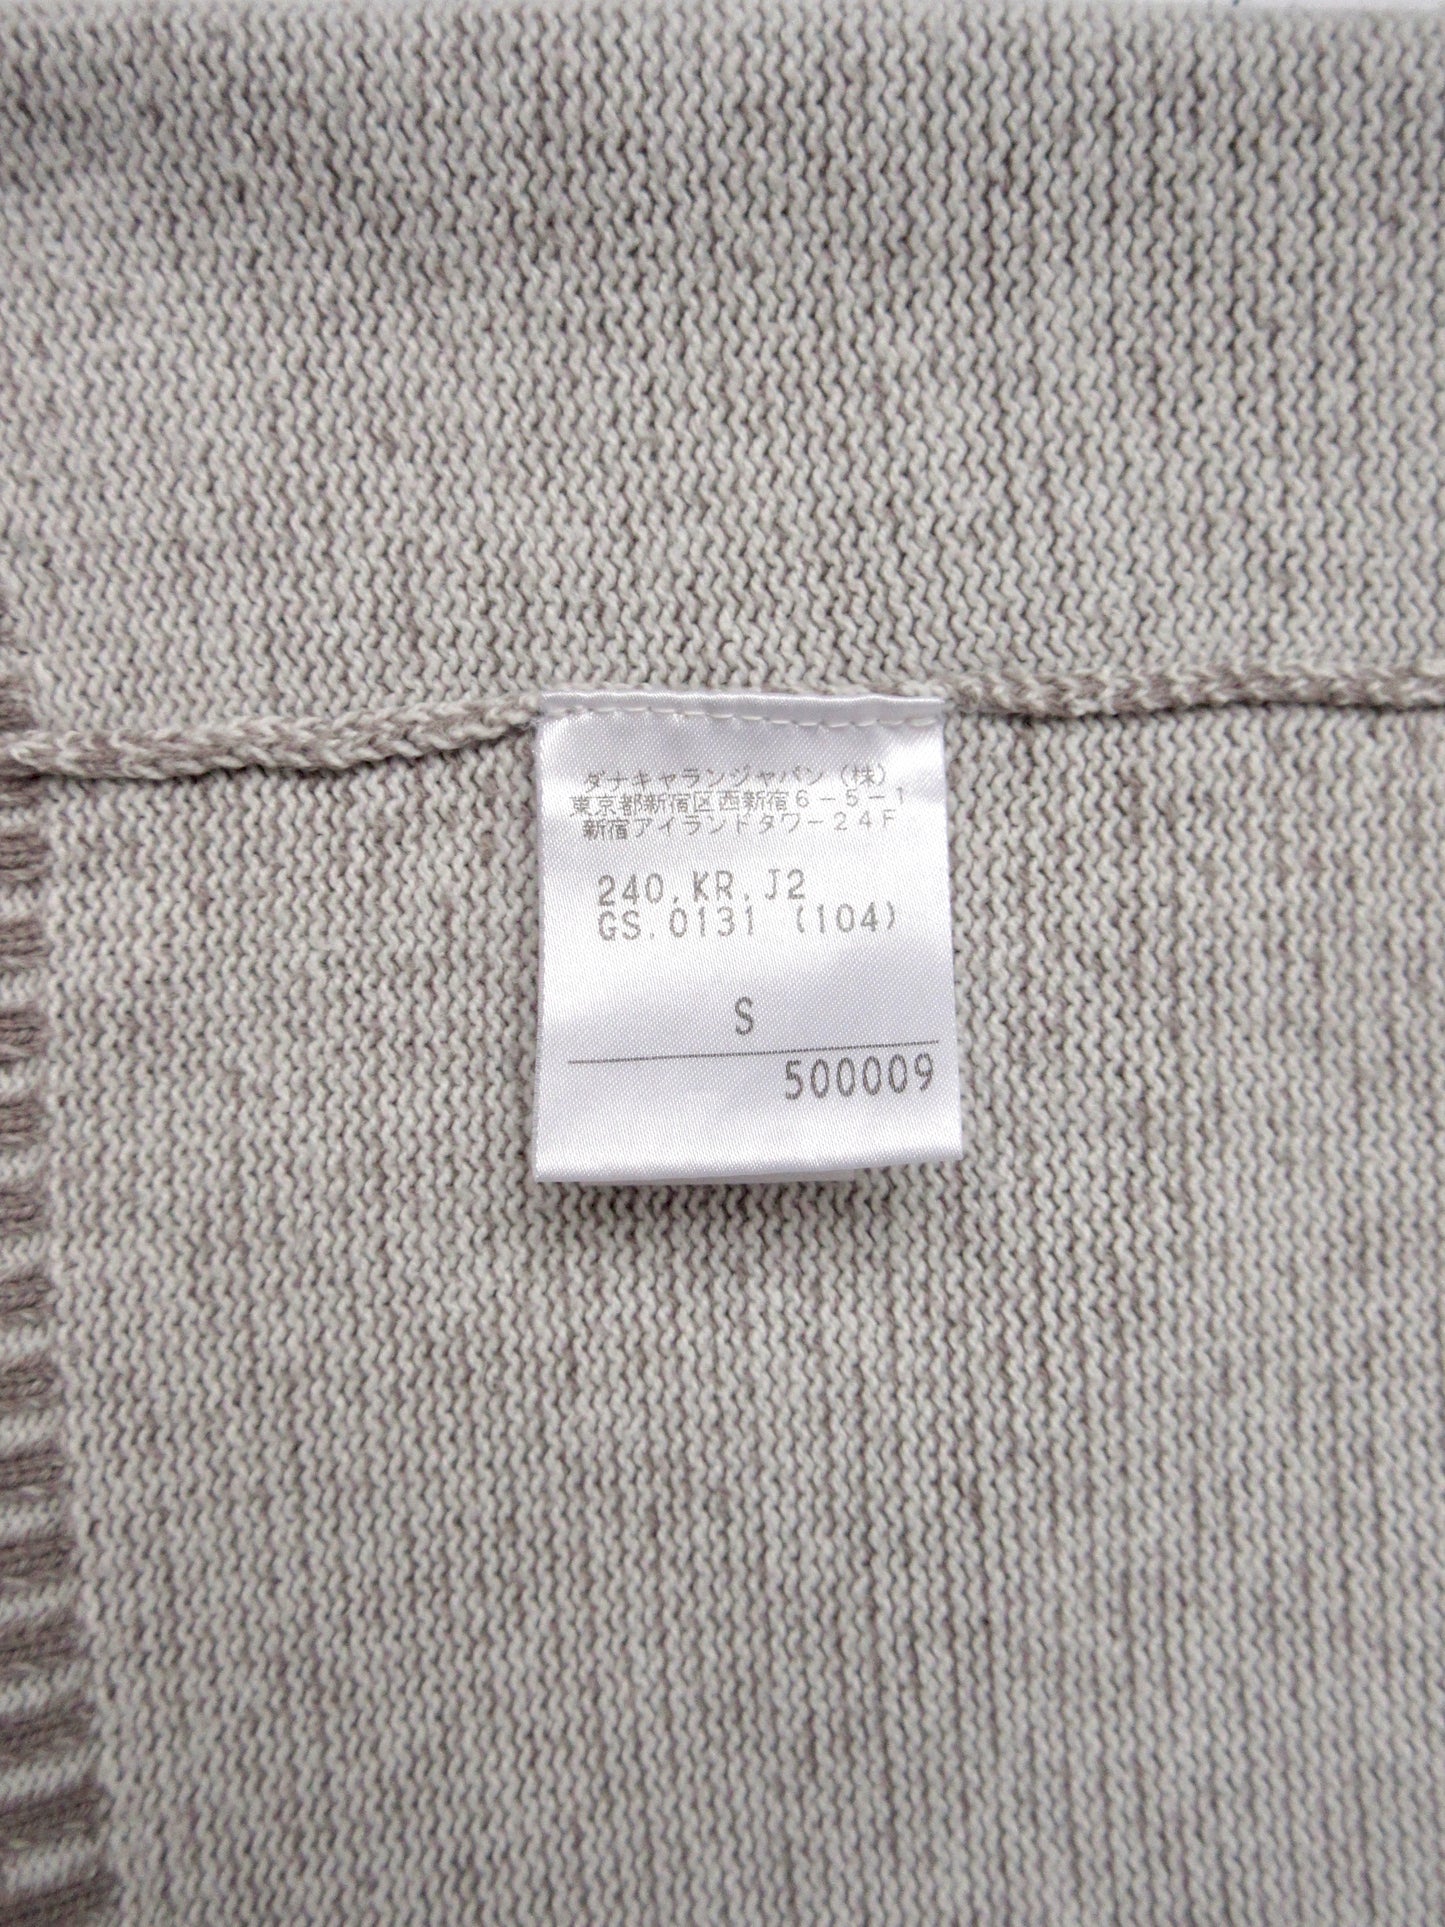 ダナキャランジャパン（株）
東京都新宿区西新宿６－５－１
新宿アイランドタワー２４Ｆ
240.KR.J2
GS.0131 (104)
S
500009